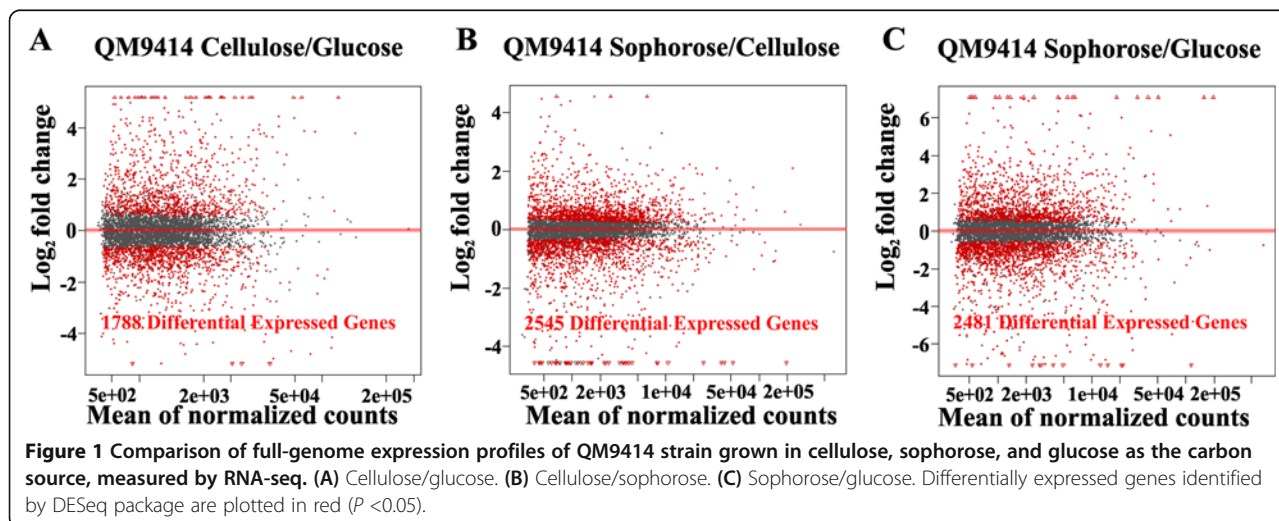 A QM9414 Cellulose/Glucose
Log₂ fold change
4
2
0
-2
-4
1788 Differential Expressed Genes
5e+02 2e+03 5e+04 2e+05
Mean of normalized counts
B QM9414 Sophorose/Cellulose
Log₂ fold change
4
2
0
-2
-4
2545 Differential Expressed Genes
5e+02 2e+03 1e+04 2e+05
Mean of normalized counts
C QM9414 Sophorose/Glucose
Log₂ fold change
6
4
2
0
-2
-4
-6
2481 Differential Expressed Genes
5e+02 2e+03 1e+04 5e+04 2e+05
Mean of normalized counts
Figure 1 Comparison of full-genome expression profiles of QM9414 strain grown in cellulose, sophorose, and glucose as the carbon
source, measured by RNA-seq. (A) Cellulose/glucose. (B) Cellulose/sophorose. (C) Sophorose/glucose. Differentially expressed genes identified
by DESeq package are plotted in red (P <0.05).